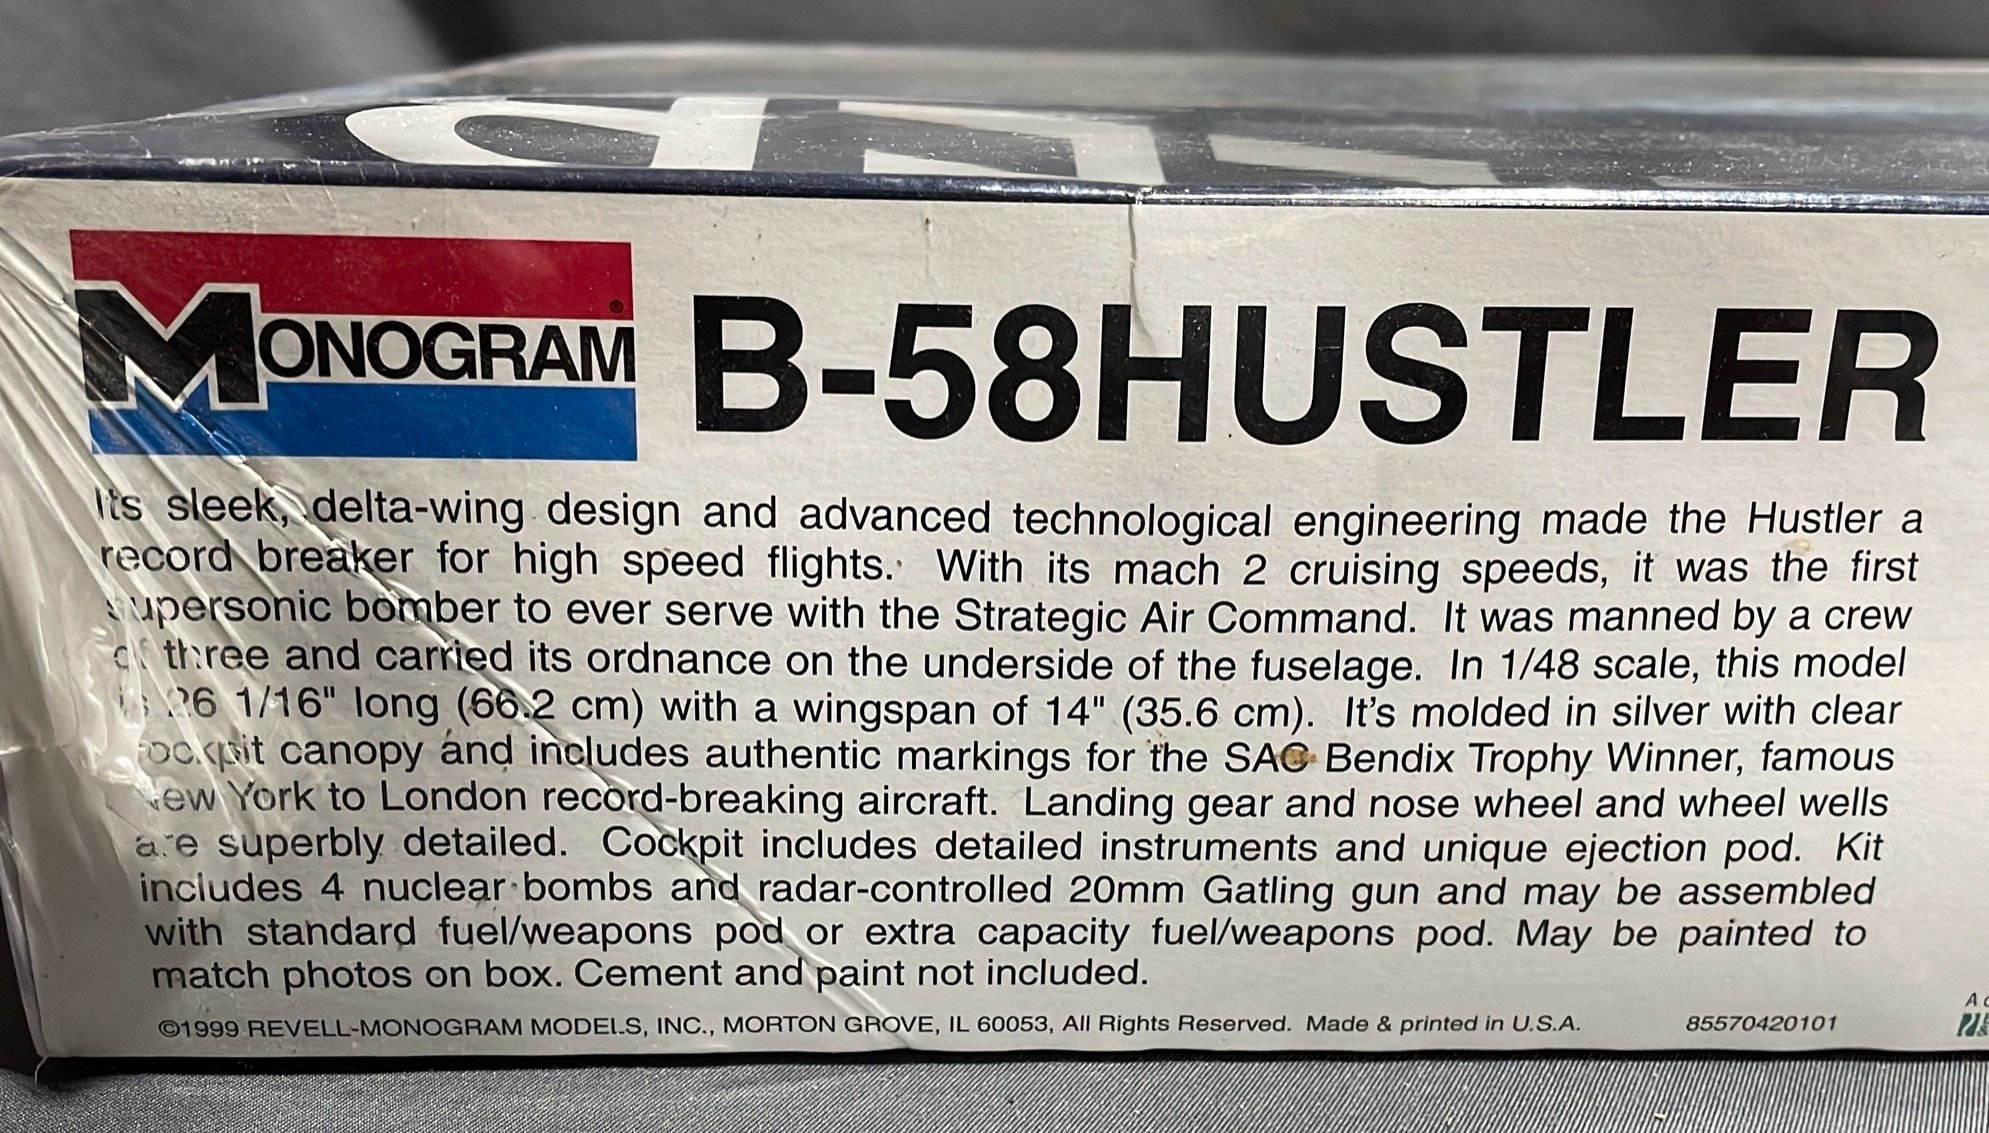 MONOGRAM
B-58HUSTLER
Its sleek, delta-wing design and advanced technological engineering made the Hustler a
record breaker for high speed flights. With its mach 2 cruising speeds, it was the first
supersonic bomber to ever serve with the Strategic Air Command. It was manned by a crew
of three and carried its ordnance on the underside of the fuselage. In 1/48 scale, this model
is 26 1/16" long (66.2 cm) with a wingspan of 14" (35.6 cm). It's molded in silver with clear
cockpit canopy and includes authentic markings for the SAC Bendix Trophy Winner, famous
New York to London record-breaking aircraft. Landing gear and nose wheel and wheel wells
are superbly detailed. Cockpit includes detailed instruments and unique ejection pod. Kit
includes 4 nuclear bombs and radar-controlled 20mm Gatling gun and may be assembled
with standard fuel/weapons pod or extra capacity fuel/weapons pod. May be painted to
match photos on box. Cement and paint not included.
©1999 REVELL-MONOGRAM MODELS, INC., MORTON GROVE, IL 60053, All Rights Reserved. Made & printed in U.S.A. 85570420101